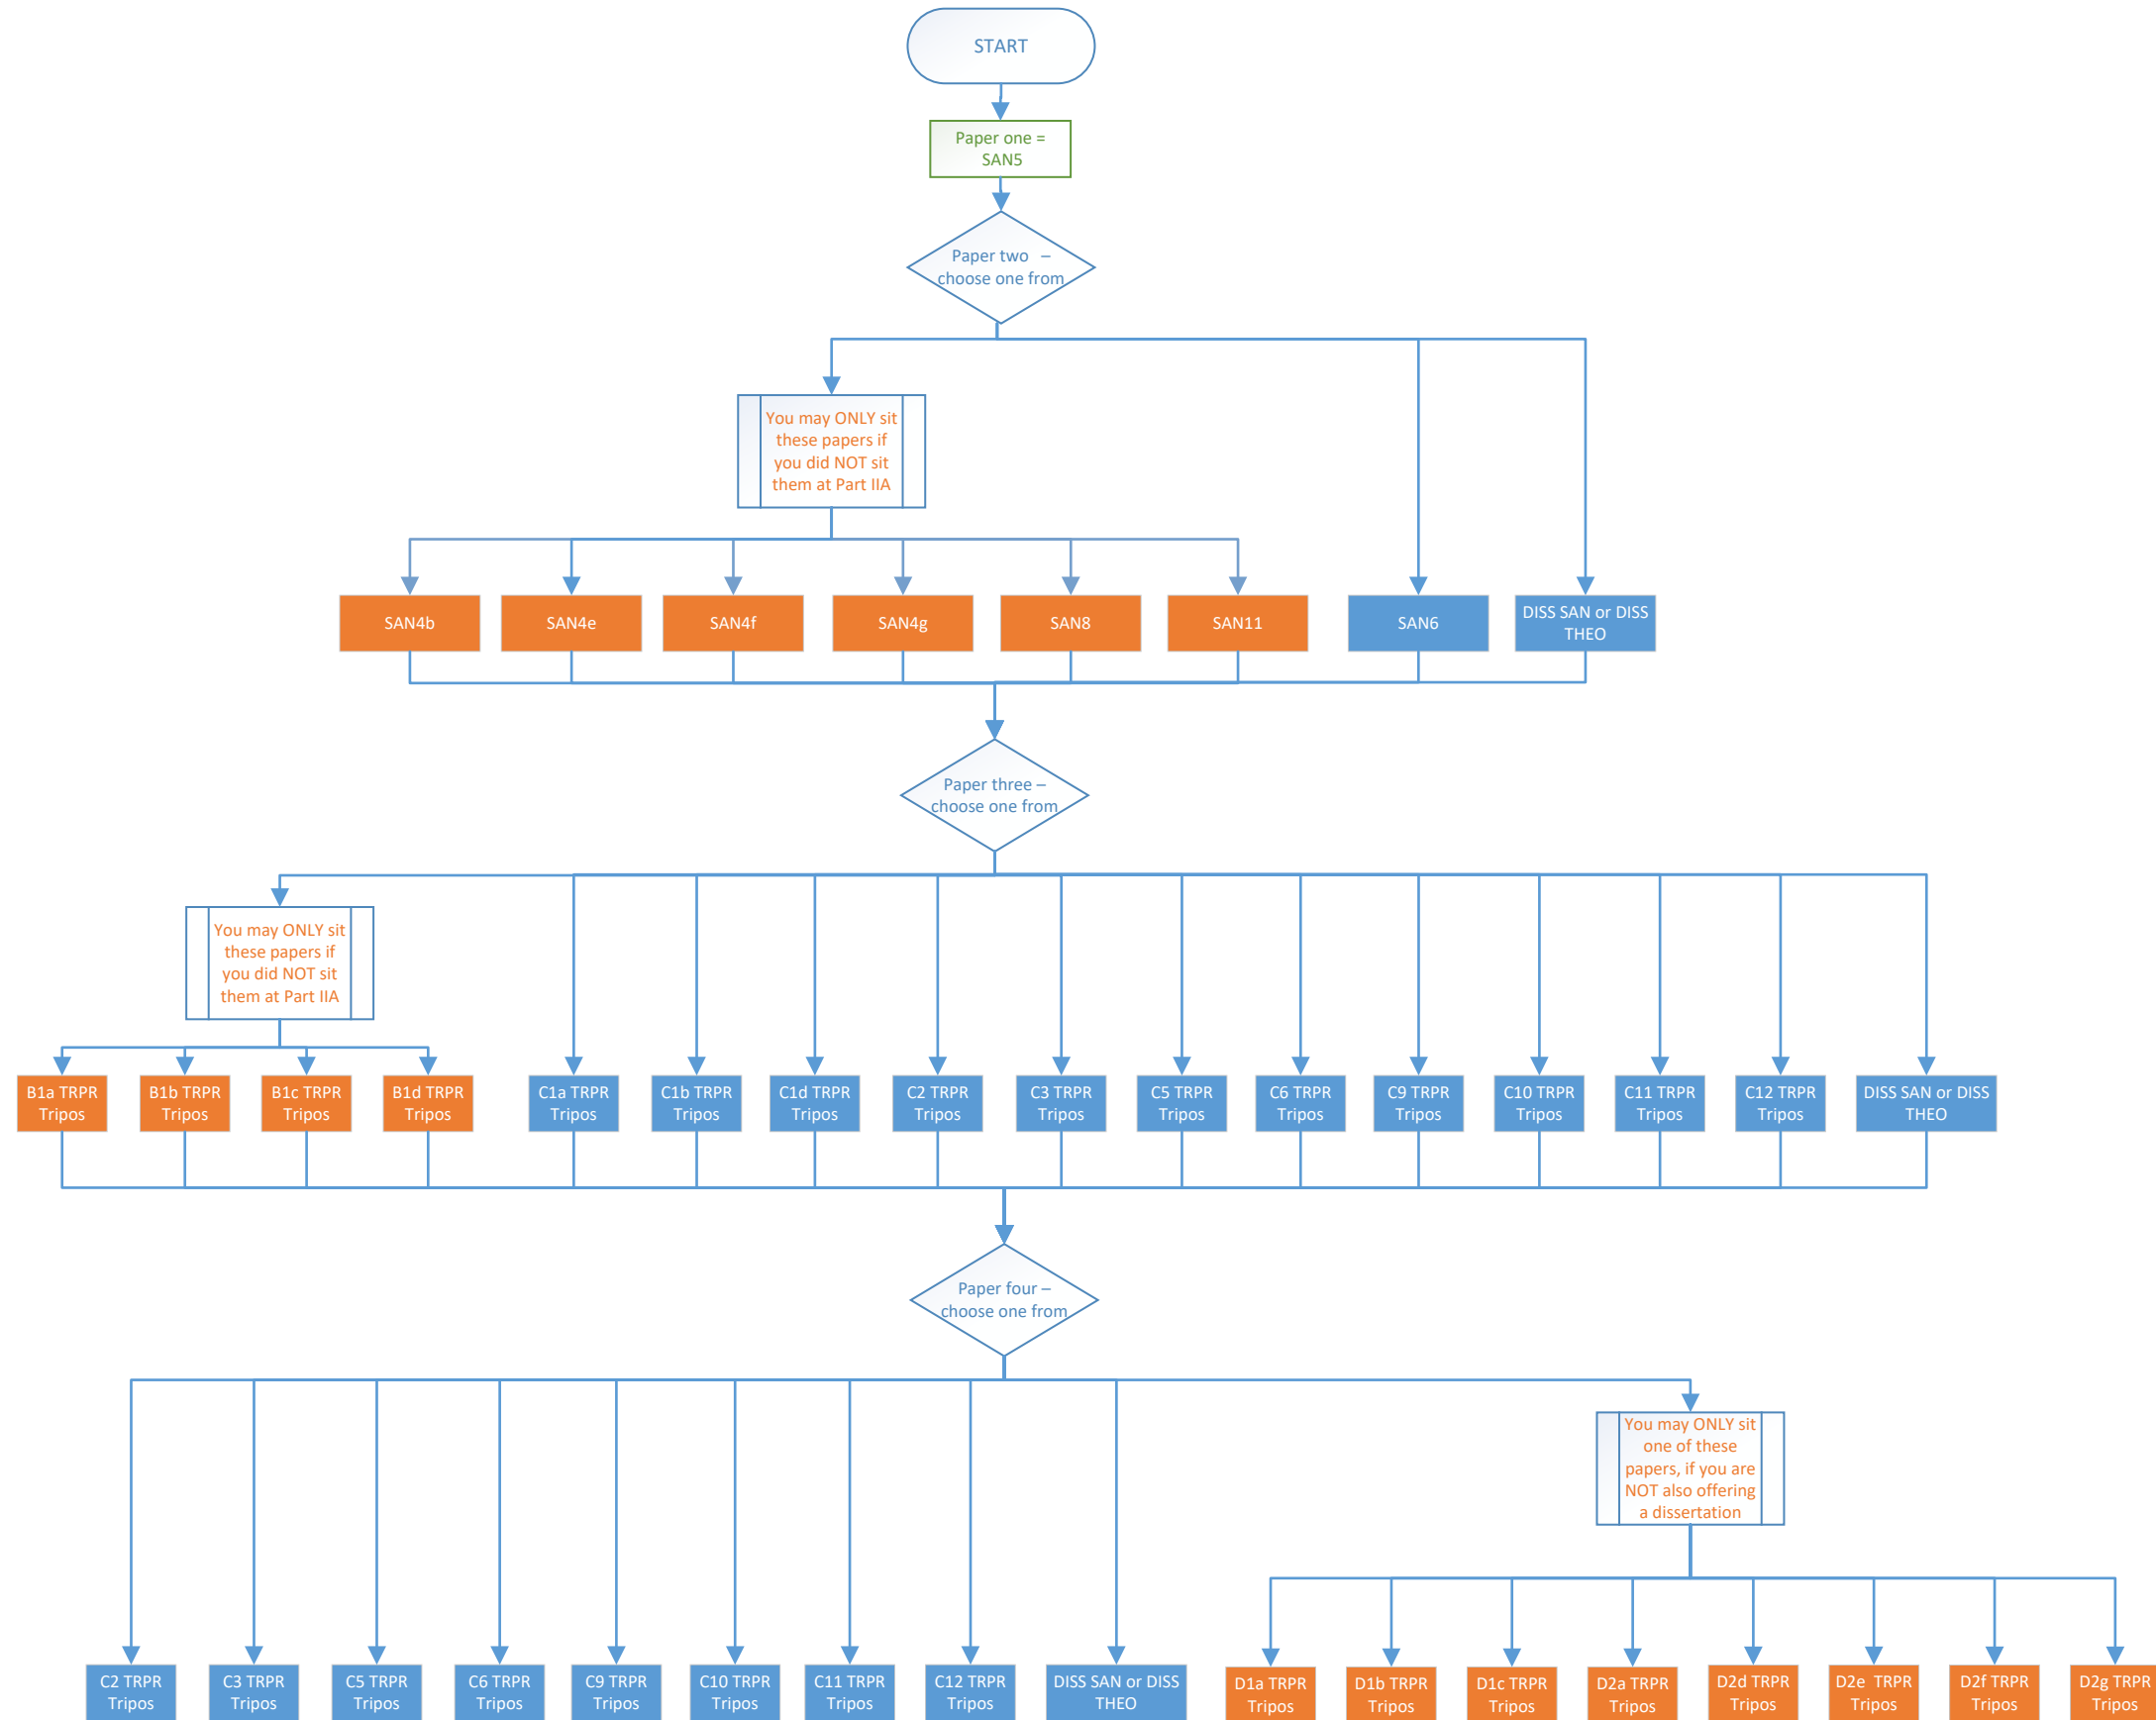 START
Paper one =
SAN5
Paper two –
choose one from
You may ONLY sit
these papers if
you did NOT sit
them at Part IIA
SAN4b
SAN4e
SAN4f
SAN4g
SAN8
SAN11
SAN6
DISS SAN or DISS
THEO
Paper three –
choose one from
You may ONLY sit
these papers if
you did NOT sit
them at Part IIA
B1a TRPR
Tripos
B1b TRPR
Tripos
B1c TRPR
Tripos
B1d TRPR
Tripos
C1a TRPR
Tripos
C1b TRPR
Tripos
C1d TRPR
Tripos
C2 TRPR
Tripos
C3 TRPR
Tripos
C5 TRPR
Tripos
C6 TRPR
Tripos
C9 TRPR
Tripos
C10 TRPR
Tripos
C11 TRPR
Tripos
C12 TRPR
Tripos
DISS SAN or DISS
THEO
Paper four –
choose one from
You may ONLY sit
one of these
papers, if you are
NOT also offering
a dissertation
C2 TRPR
Tripos
C3 TRPR
Tripos
C5 TRPR
Tripos
C6 TRPR
Tripos
C9 TRPR
Tripos
C10 TRPR
Tripos
C11 TRPR
Tripos
C12 TRPR
Tripos
DISS SAN or DISS
THEO
D1a TRPR
Tripos
D1b TRPR
Tripos
D1c TRPR
Tripos
D2a TRPR
Tripos
D2d TRPR
Tripos
D2e TRPR
Tripos
D2f TRPR
Tripos
D2g TRPR
Tripos